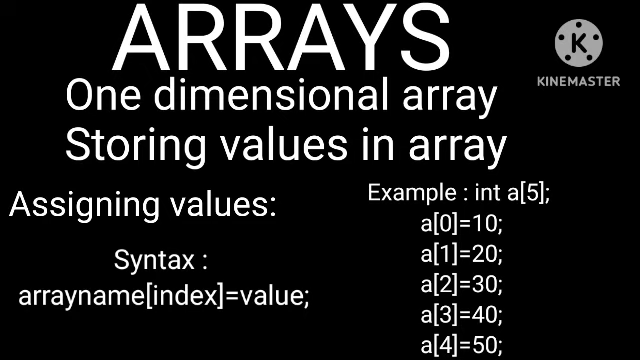 ARRAYS
One dimensional array
Storing values in array
KINEMASTER
Assigning values:
Syntax :
arrayname[index]=value;
Example : int a[5];
a[0]=10;
a[1]=20;
a[2]=30;
a[3]=40;
a[4]=50;